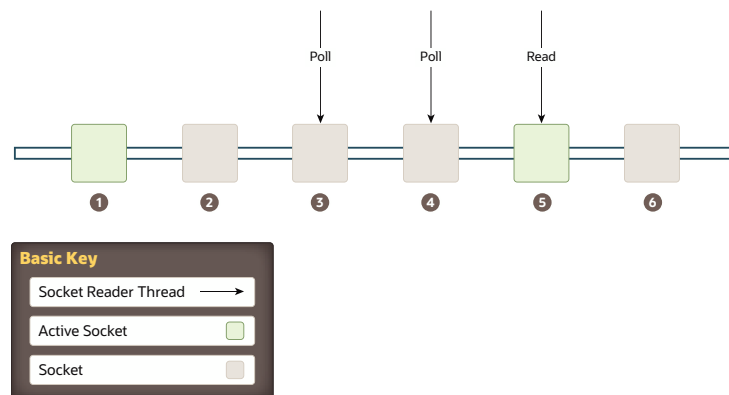 Poll
Poll
Read
1
2
3
4
5
6
Basic Key
Socket Reader Thread
Active Socket
Socket